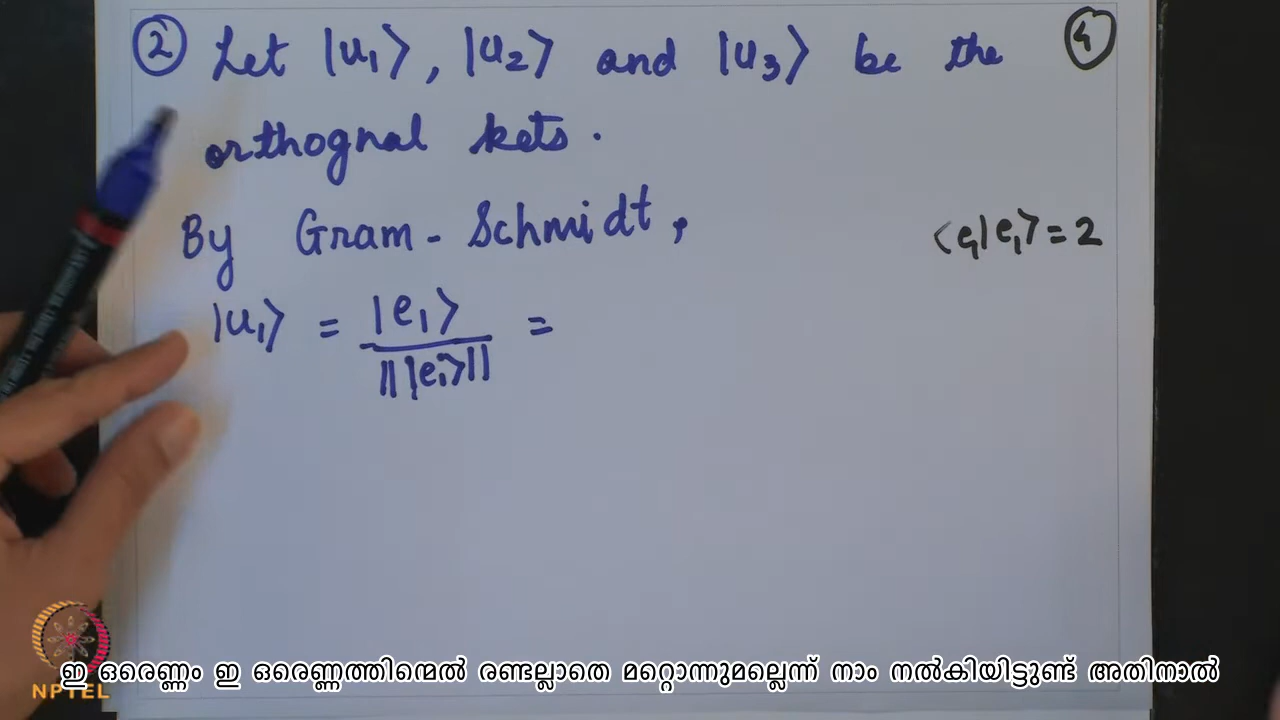 ② Let |u₁⟩, |u₂⟩ and |u₃⟩ be the ④
orthognal kets.
By Gram-Schmidt, ⟨e₁|e₁⟩ = 2
|u₁⟩ = |e₁⟩ / || |e₁⟩ || =
ഇ ഒരെണ്ണം ഇ ഒരെണ്ണത്തിന്മെൽ രണ്ടല്ലാതെ മറ്റൊന്നുമല്ലെന്ന് നാം നൽകിയിട്ടുണ്ട് അതിനാൽ
NPTEL